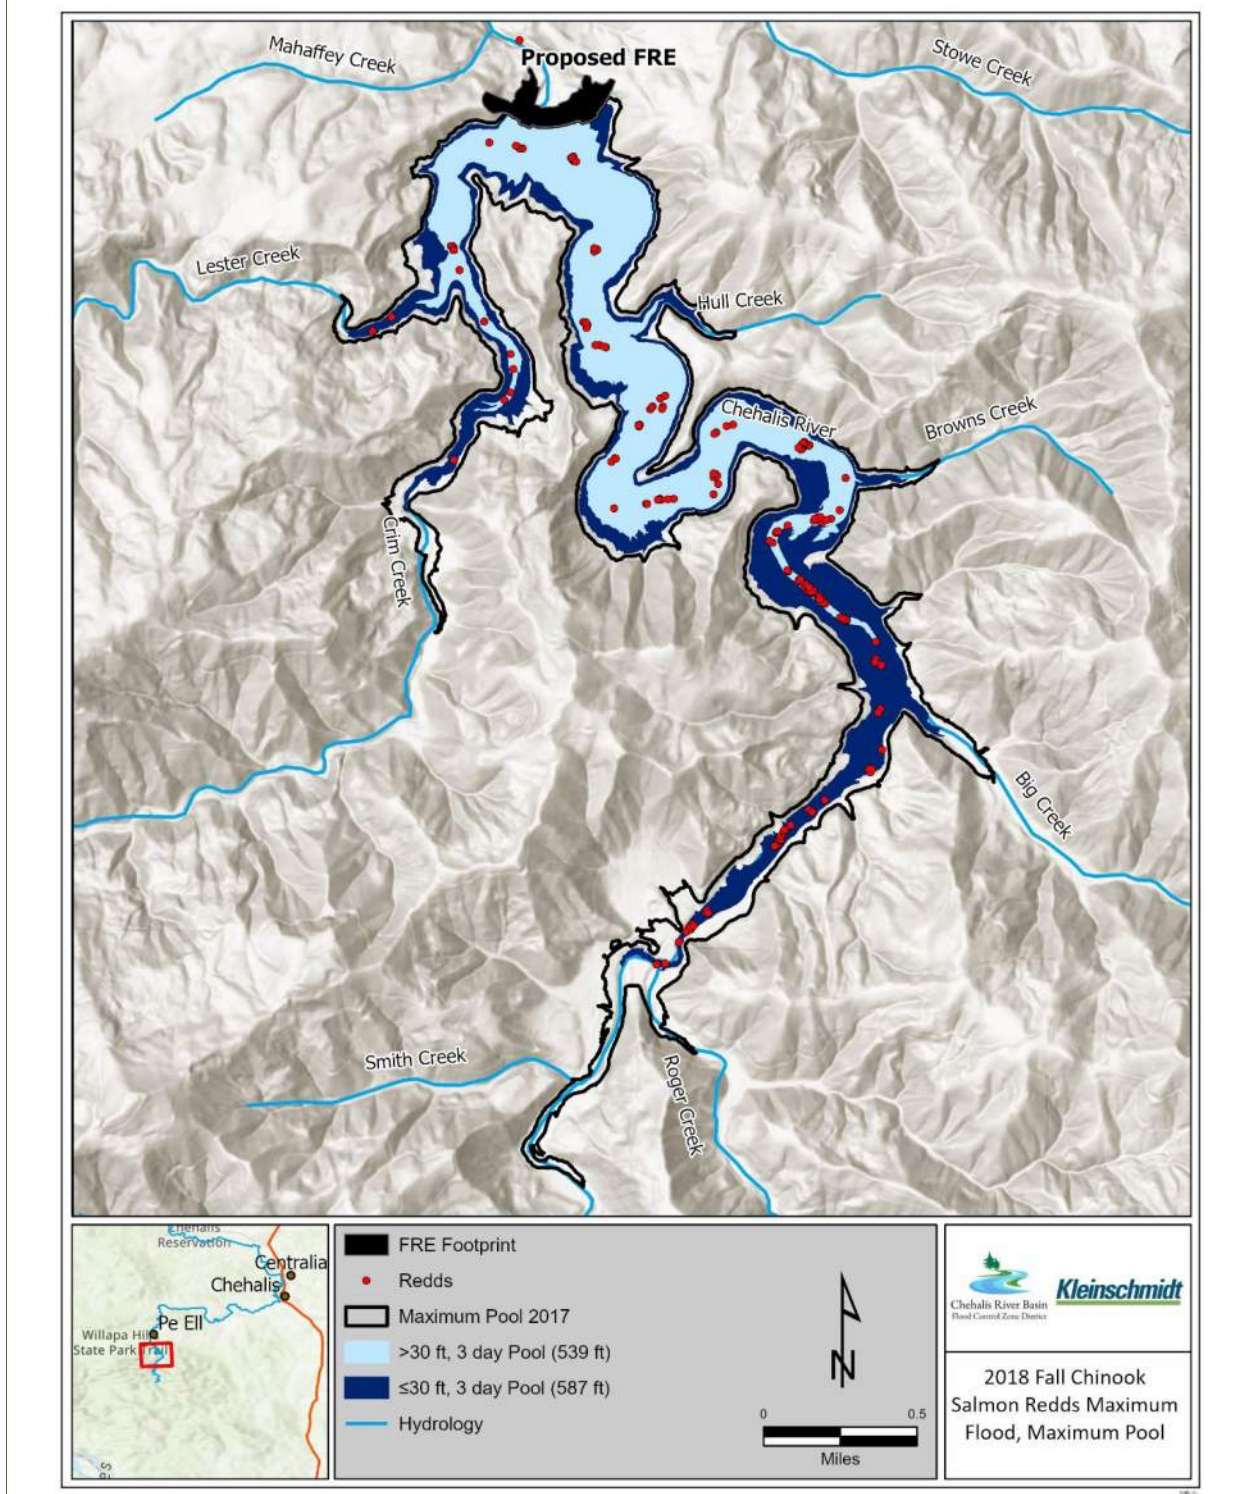 Mahaffey Creek
Proposed FRE
Stowe Creek
Lester Creek
Hull Creek
Chehalis River
Browns Creek
Crim Creek
Big Creek
Smith Creek
Roger Creek
Reservation
Centralia
Chehalis
Pe Ell
Willapa Hil
State Park Trail
FRE Footprint
Redds
Maximum Pool 2017
>30 ft, 3 day Pool (539 ft)
≤30 ft, 3 day Pool (587 ft)
Hydrology
N
0 0.5
Miles
Chehalis River Basin
Flood Control Zone District
Kleinschmidt
2018 Fall Chinook
Salmon Redds Maximum
Flood, Maximum Pool